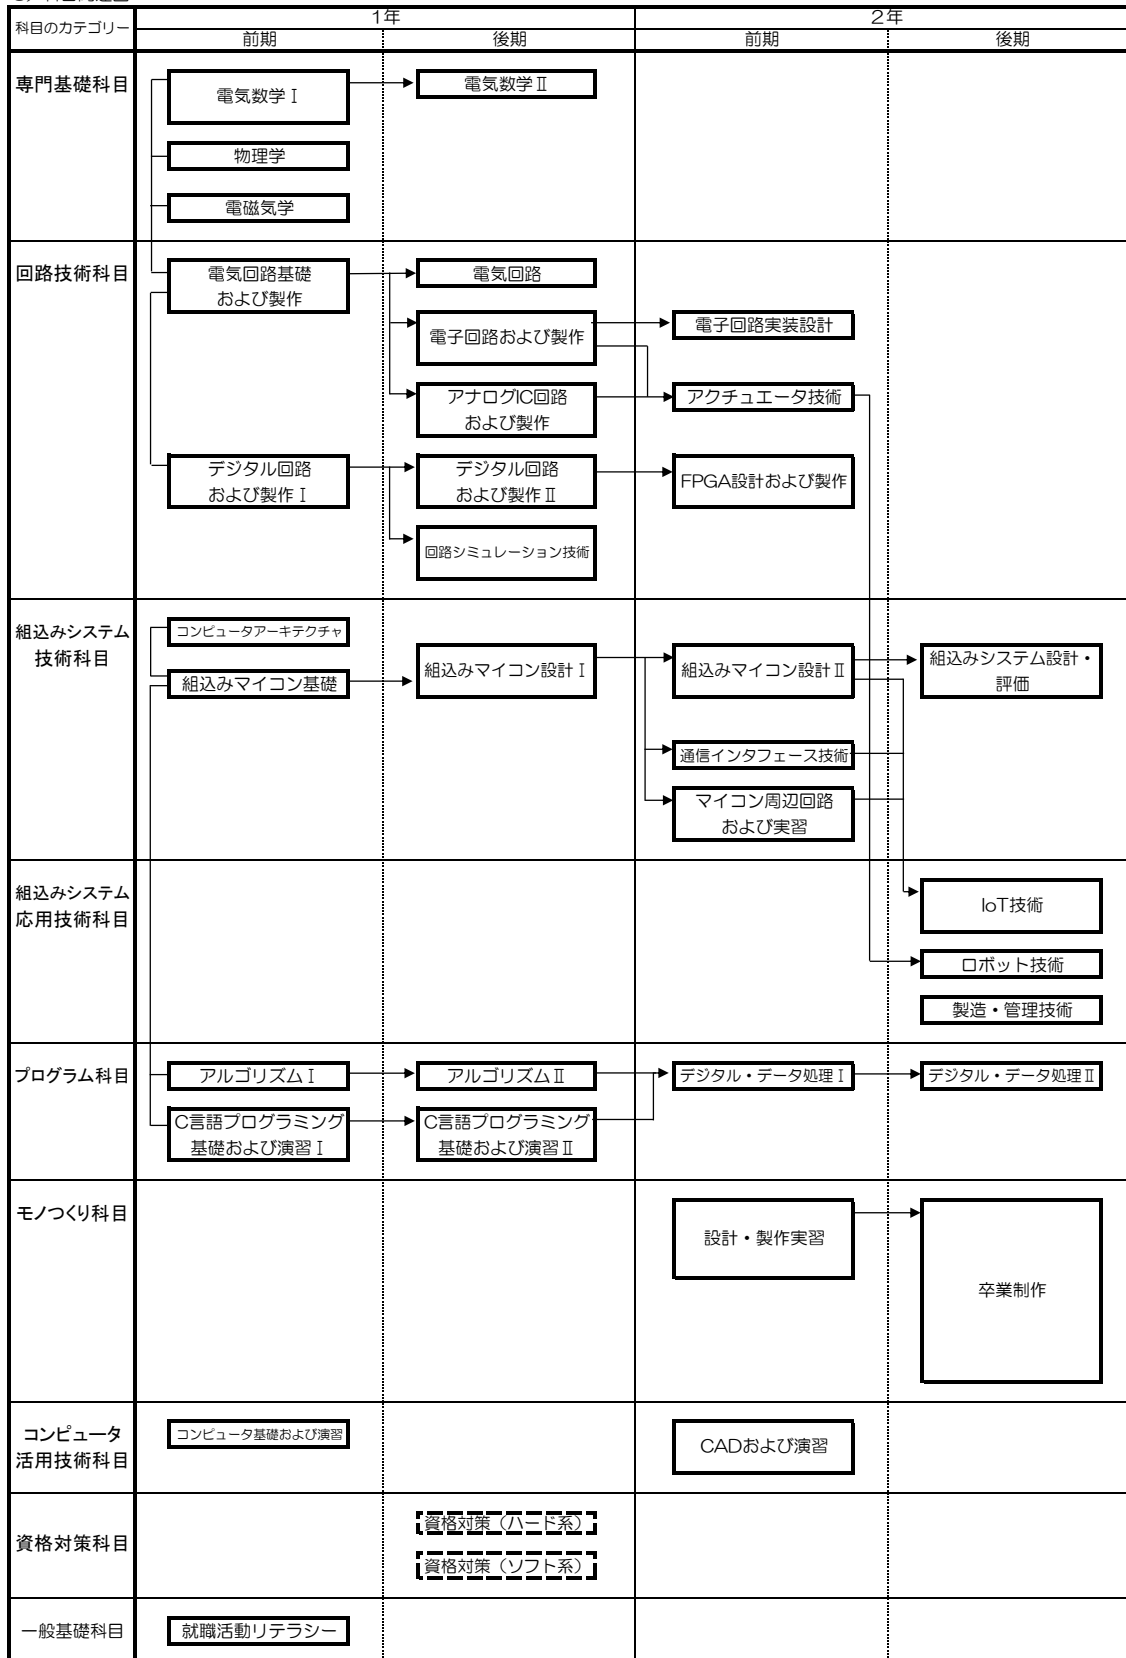 科目のカテゴリー
1年
2年
前期
後期
前期
後期
専門基礎科目
電気数学Ⅰ
電気数学Ⅱ
物理学
電磁気学
回路技術科目
電気回路基礎
および製作
電気回路
電子回路および製作
電子回路実装設計
アナログIC回路
および製作
アクチュエータ技術
デジタル回路
および製作Ⅰ
デジタル回路
および製作Ⅱ
FPGA設計および製作
回路シミュレーション技術
組込みシステム
技術科目
コンピュータアーキテクチャ
組込みマイコン基礎
組込みマイコン設計Ⅰ
組込みマイコン設計Ⅱ
組込みシステム設計・
評価
通信インタフェース技術
マイコン周辺回路
および実習
組込みシステム
応用技術科目
IoT技術
ロボット技術
製造・管理技術
プログラム科目
アルゴリズムⅠ
アルゴリズムⅡ
デジタル・データ処理Ⅰ
デジタル・データ処理Ⅱ
C言語プログラミング
基礎および演習Ⅰ
C言語プログラミング
基礎および演習Ⅱ
モノつくり科目
設計・製作実習
卒業制作
コンピュータ
活用技術科目
コンピュータ基礎および演習
CADおよび演習
資格対策科目
資格対策（ハード系）
資格対策（ソフト系）
一般基礎科目
就職活動リテラシー